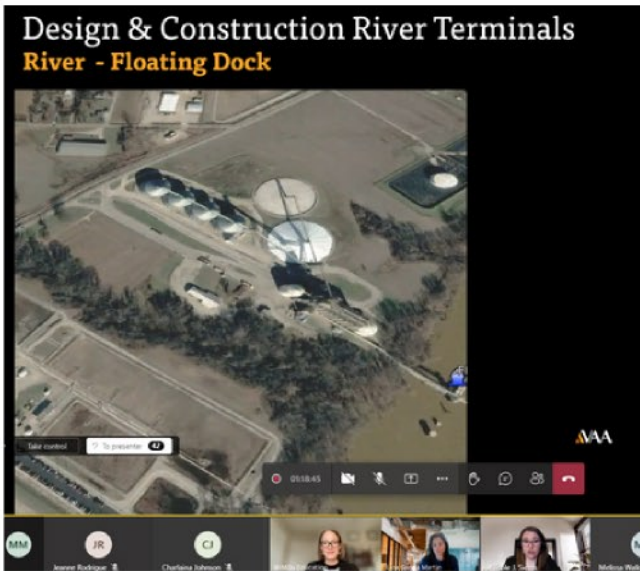 Design & Construction River Terminals
River - Floating Dock
Take control
To presenter 42
VAA
01:18:45
MM
JR
CJ
Jeanne Rodrigue
Charlaina Johnson